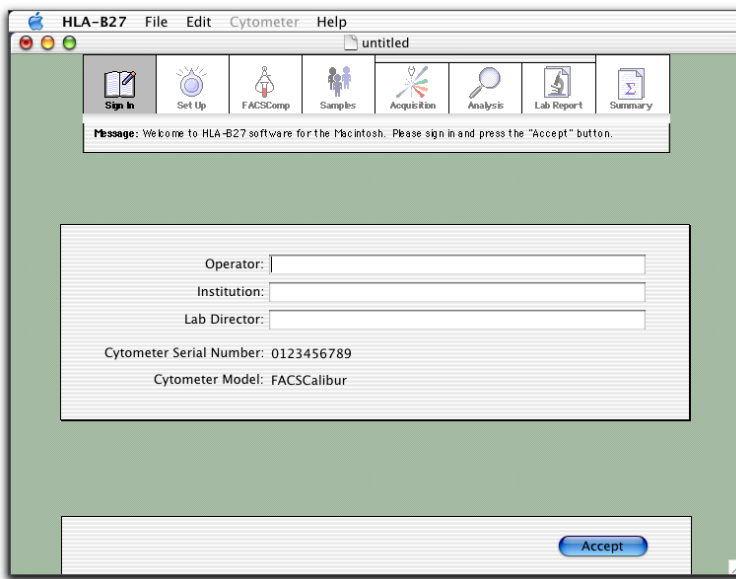 HLA-B27 File Edit Cytometer Help
untitled
Sign In Set Up FACSComp Samples Acquisition Analysis Lab Report Summary
Message: Welcome to HLA-B27 software for the Macintosh. Please sign in and press the "Accept" button.
Operator:
Institution:
Lab Director:
Cytometer Serial Number: 0123456789
Cytometer Model: FACSCalibur
Accept